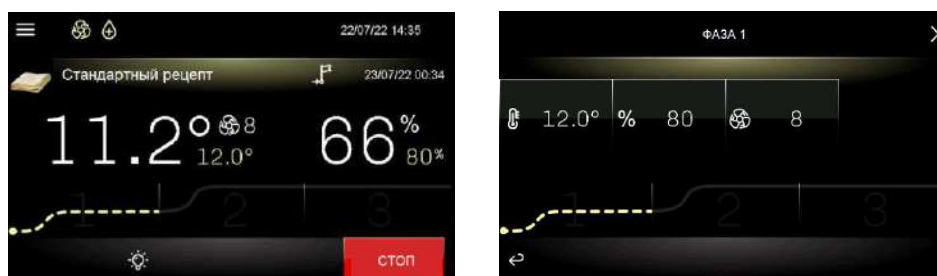 22/07/22 14:35
Стандартный рецепт
23/07/22 00:34
11.2° 8
12.0°
66%
80%
1 2 3
СТОП
ФАЗА 1
12.0° % 80 8
1 2 3